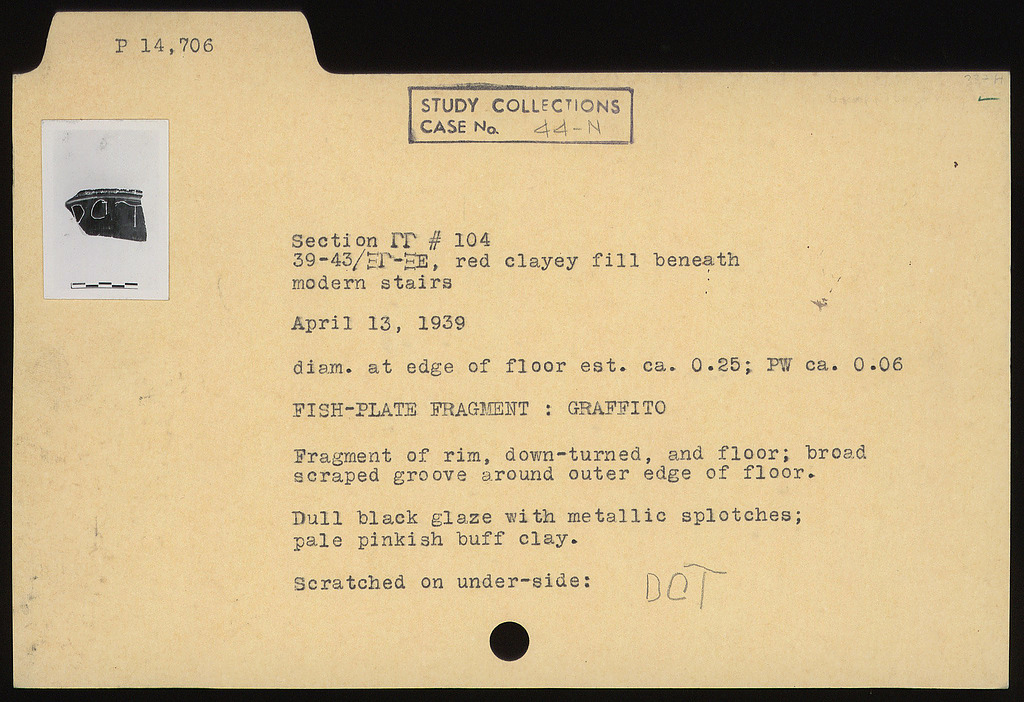 P 14,706
STUDY COLLECTIONS
CASE No. 44-N
Section ΓΓ # 104
39-43/ΞΓ-ΞΕ, red clayey fill beneath
modern stairs
April 13, 1939
diam. at edge of floor est. ca. 0.25; PW ca. 0.06
FISH-PLATE FRAGMENT : GRAFFITO
Fragment of rim, down-turned, and floor; broad
scraped groove around outer edge of floor.
Dull black glaze with metallic splotches;
pale pinkish buff clay.
Scratched on under-side: